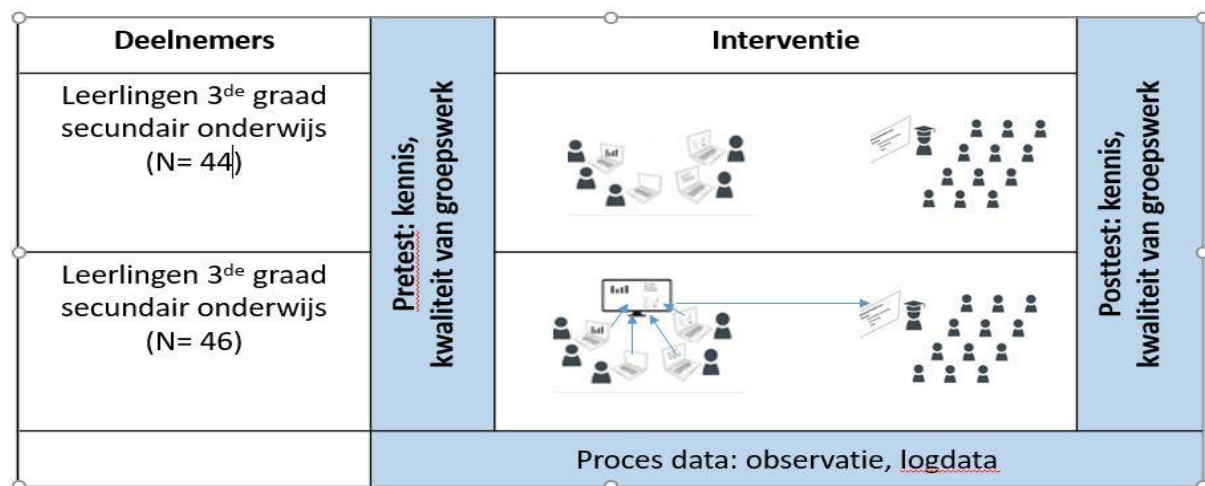 Deelnemers
Interventie
Leerlingen 3de graad
secundair onderwijs
(N= 44)
Pretest: kennis,
kwaliteit van groepswerk
Posttest: kennis,
kwaliteit van groepswerk
Leerlingen 3de graad
secundair onderwijs
(N= 46)
Proces data: observatie, logdata